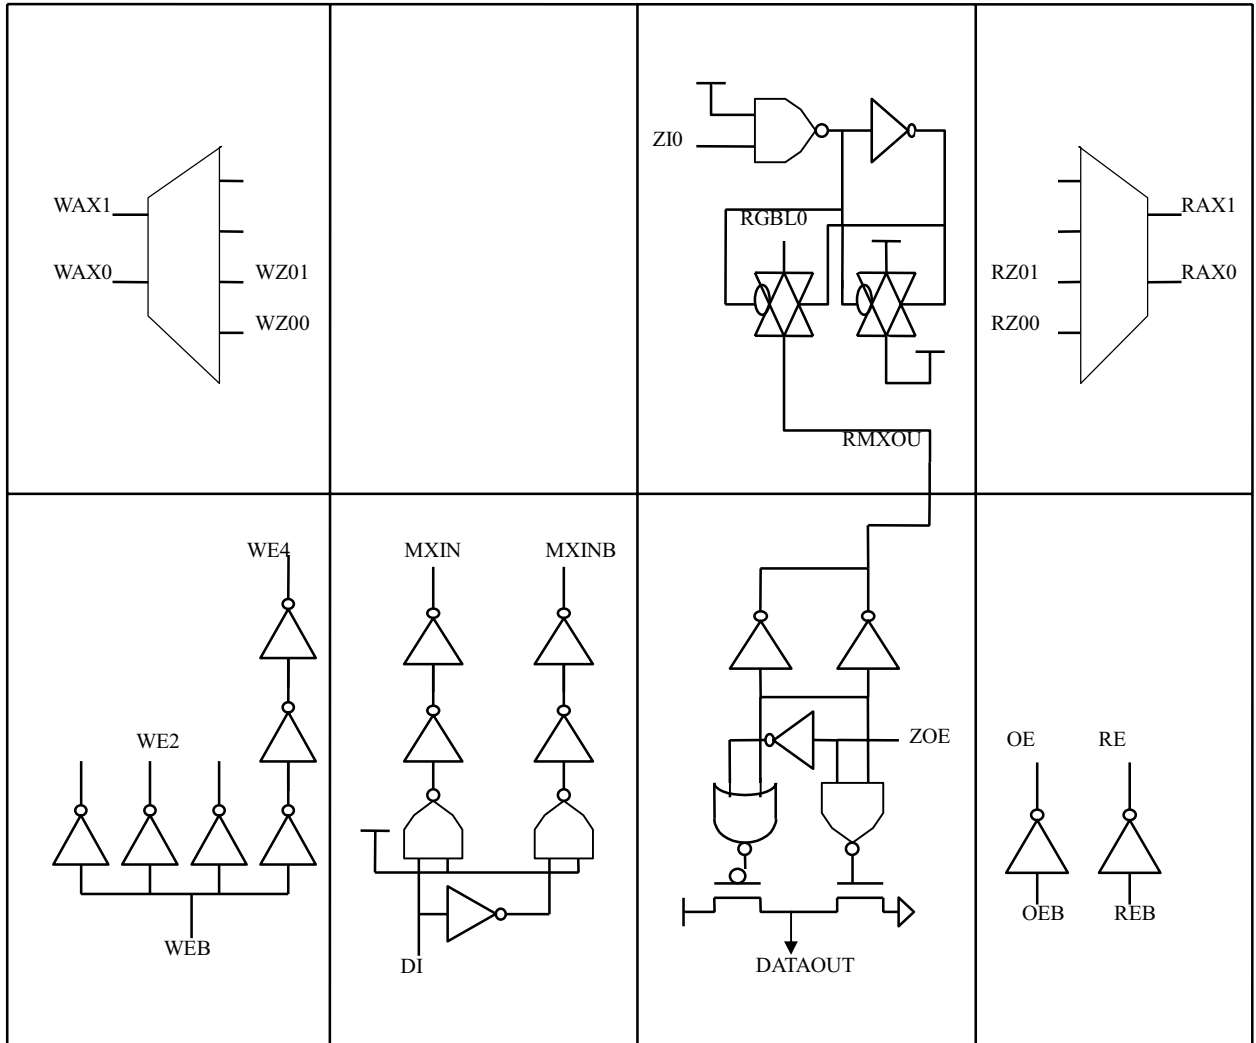 ZI0
WAX1
RGBL0
RAX1
WAX0
WZ01
RZ01
RAX0
WZ00
RZ00
RMXOU
WE4
MXIN
MXINB
WE2
ZOE
OE
RE
OEB
REB
WEB
DI
DATAOUT